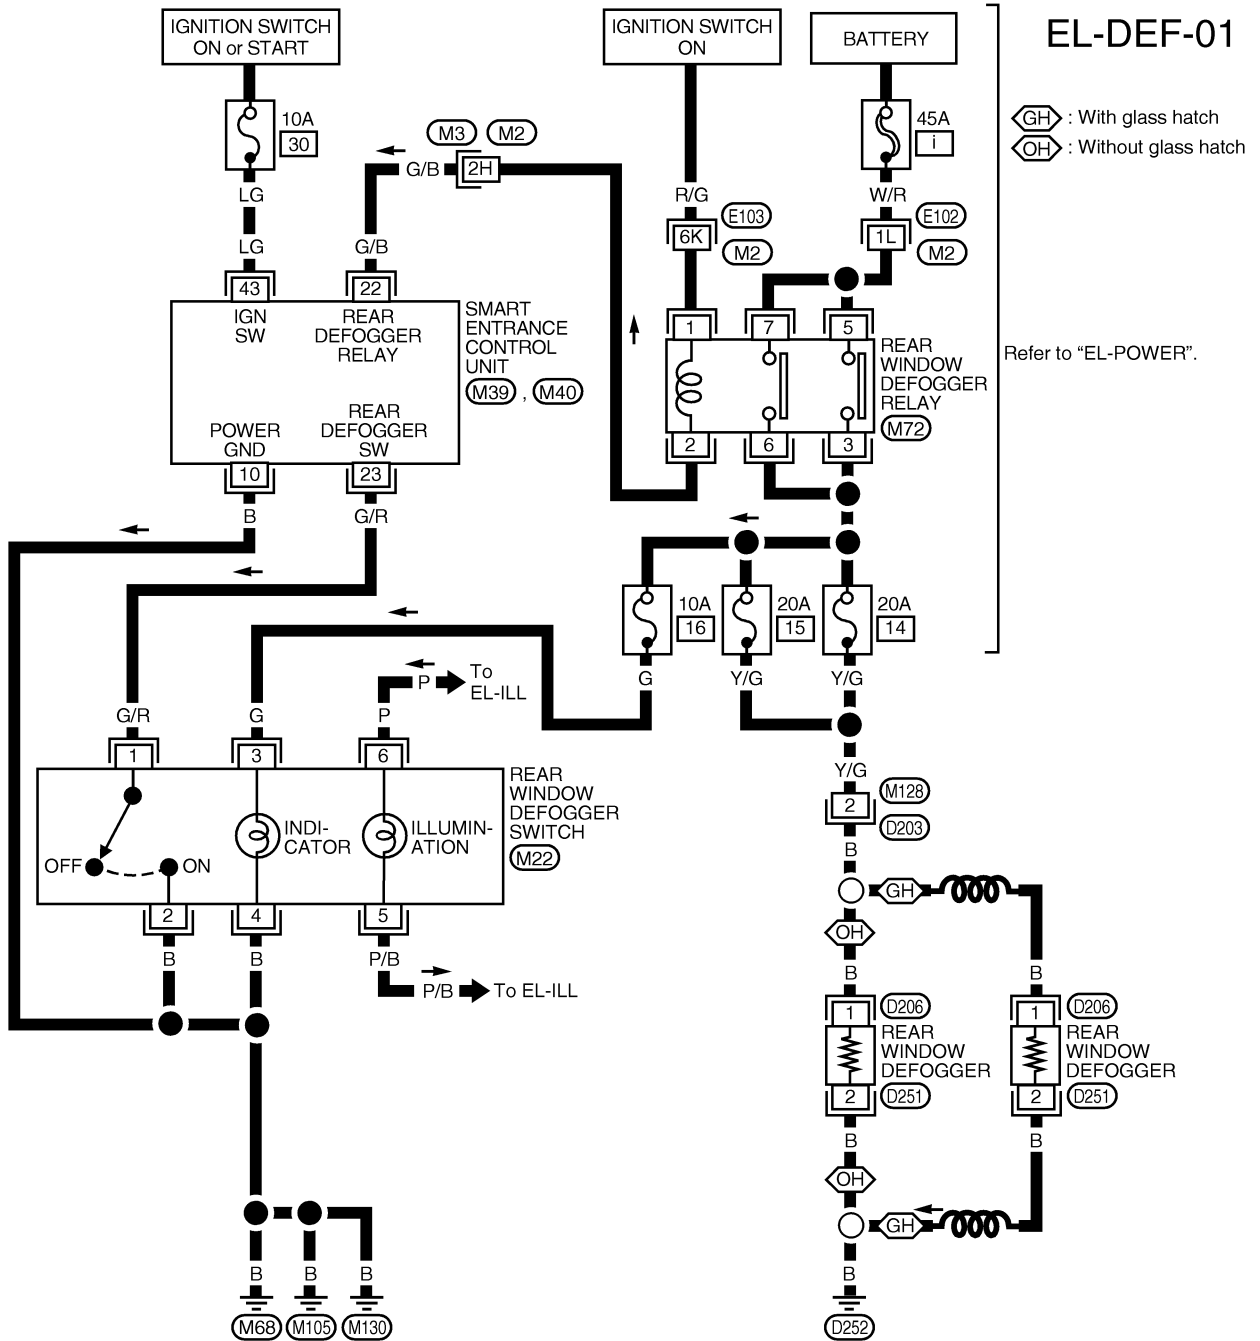 IGNITION SWITCH
ON or START
IGNITION SWITCH
ON
BATTERY
EL-DEF-01
10A
30
M3
M2
45A
i
GH : With glass hatch
OH : Without glass hatch
G/B
2H
LG
R/G
W/R
E103
E102
6K
1L
LG
G/B
M2
M2
43
22
1
7
5
IGN
SW
REAR
DEFOGGER
RELAY
SMART
ENTRANCE
CONTROL
UNIT
M39 , M40
REAR
WINDOW
DEFOGGER
RELAY
M72
Refer to “EL-POWER”.
POWER
GND
REAR
DEFOGGER
SW
2
6
3
10
23
B
G/R
10A
16
20A
15
20A
14
G
Y/G
Y/G
P
To
EL-ILL
G/R
G
P
1
3
6
REAR
WINDOW
DEFOGGER
SWITCH
M22
Y/G
M128
2
D203
INDI-
CATOR
ILLUMIN-
ATION
B
OFF
ON
GH
2
4
5
OH
B
B
P/B
B
B
P/B
To EL-ILL
1
D206
1
D206
REAR
WINDOW
DEFOGGER
REAR
WINDOW
DEFOGGER
2
D251
2
D251
B
B
OH
GH
B
B
B
B
M68
M105
M130
D252